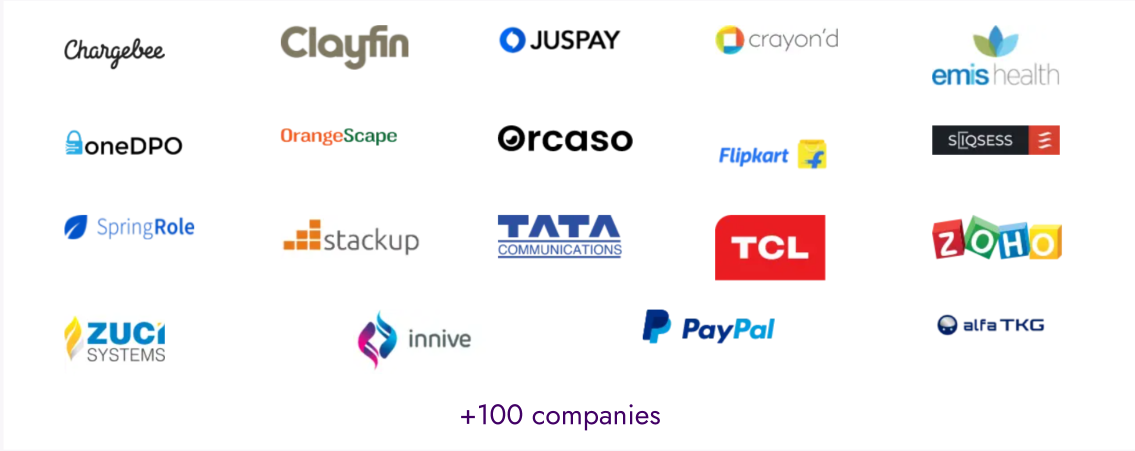 Chargebee
Clayfin
JUSPAY
crayon'd
emis health
oneDPO
OrangeScape
Orcaso
Flipkart
SLIQSESS
SpringRole
stackup
TATA
COMMUNICATIONS
TCL
ZOHO
ZUCI
SYSTEMS
innive
PayPal
alfa TKG
+100 companies